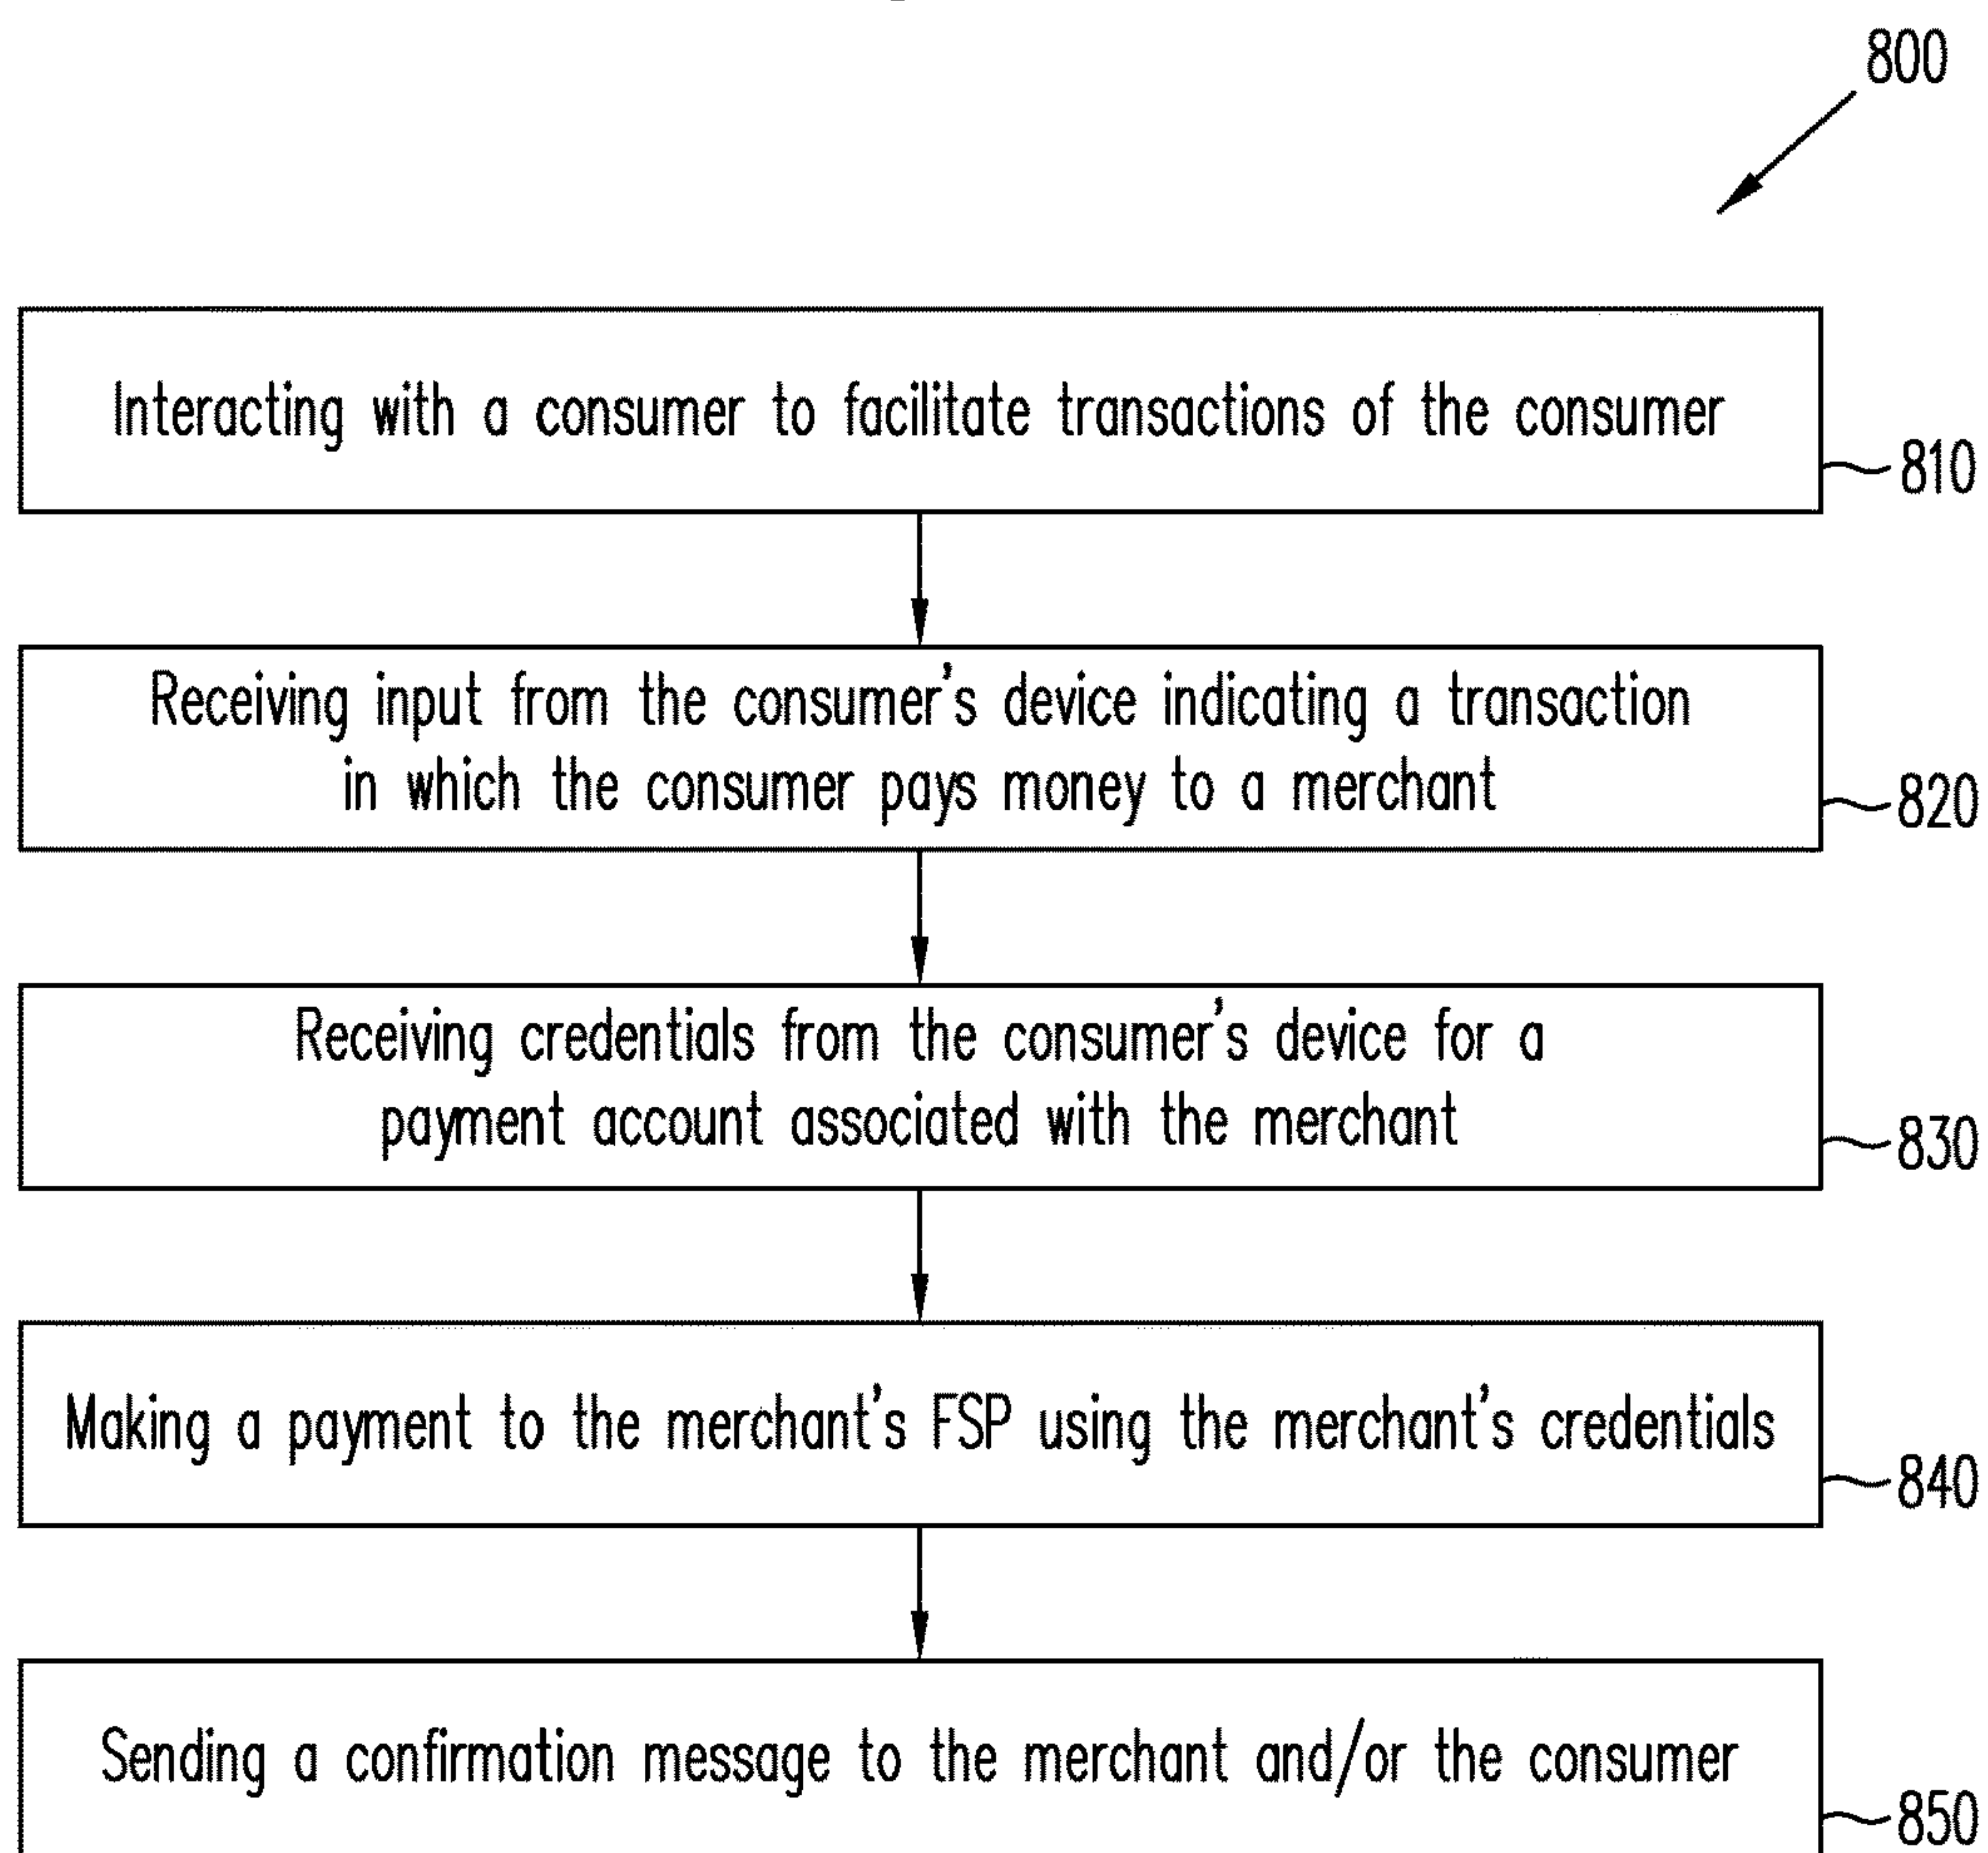 800
Interacting with a consumer to facilitate transactions of the consumer
810
Receiving input from the consumer's device indicating a transaction
in which the consumer pays money to a merchant
820
Receiving credentials from the consumer's device for a
payment account associated with the merchant
830
Making a payment to the merchant's FSP using the merchant's credentials
840
Sending a confirmation message to the merchant and/or the consumer
850